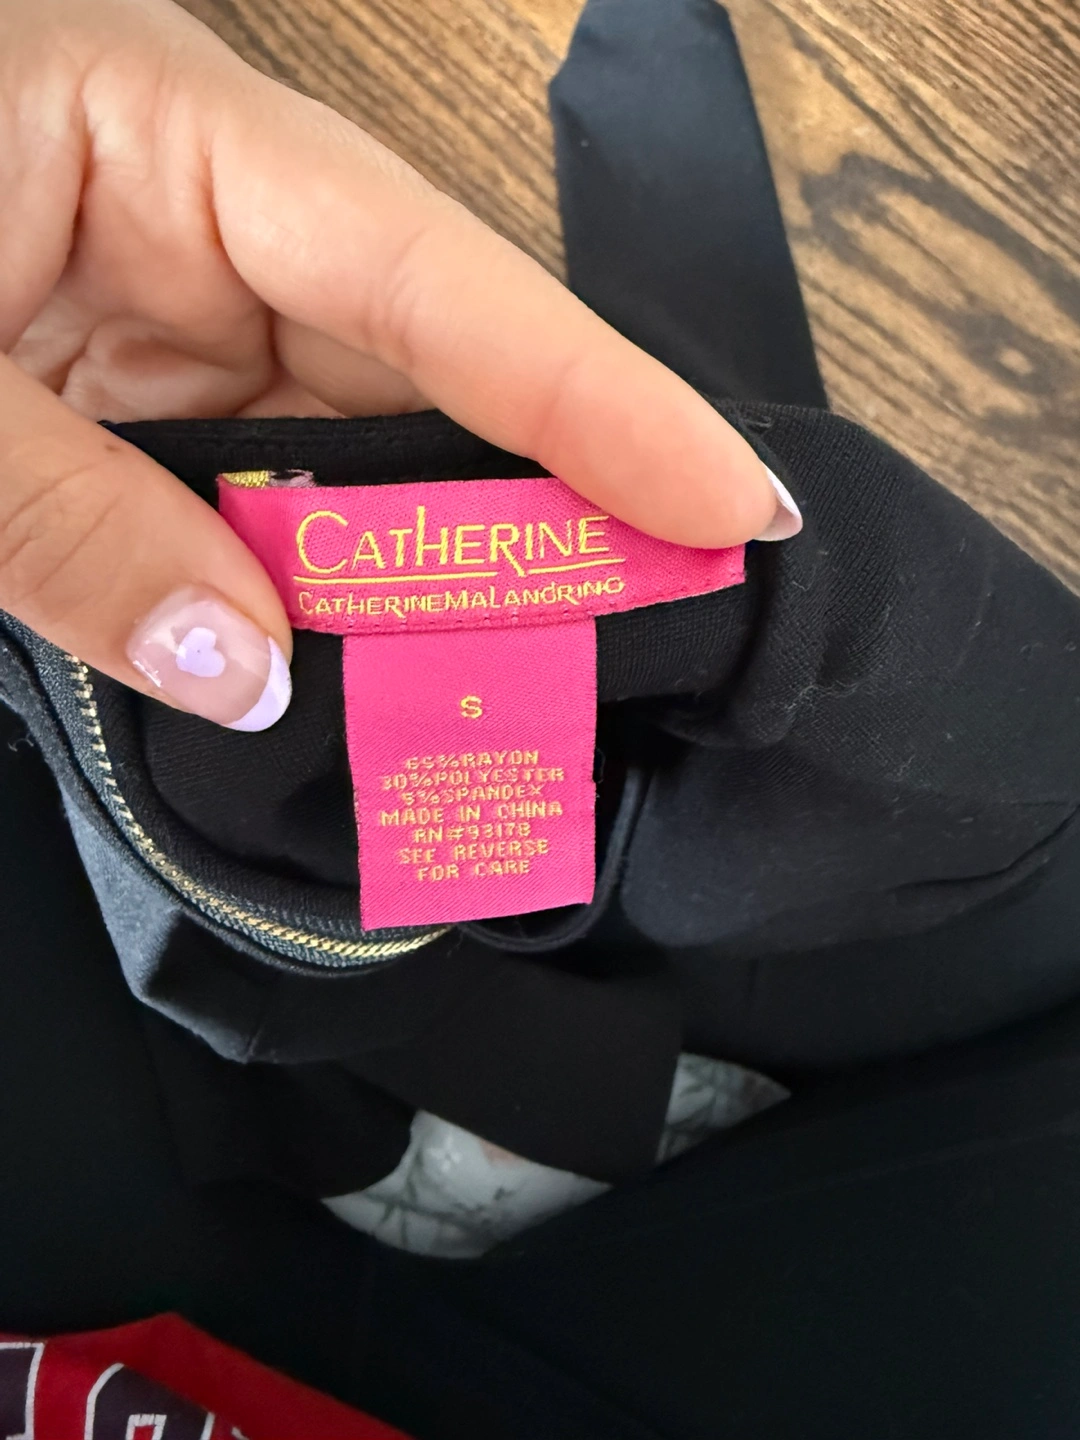 CATHERINE
CATHERINEMALANDRINO
S
65%RAYON
30%POLYESTER
5%SPANDEX
MADE IN CHINA
RN#93178
SEE REVERSE
FOR CARE